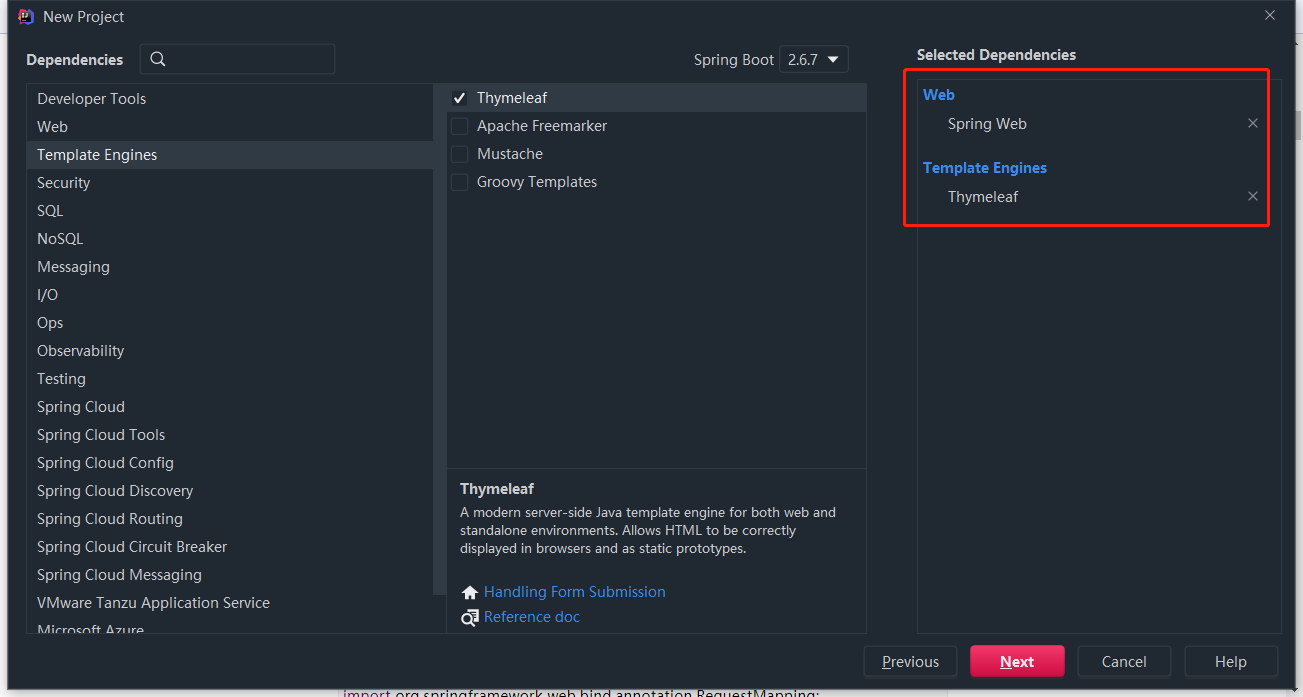 New Project
Dependencies
Spring Boot 2.6.7
Selected Dependencies
Developer Tools
Web
Template Engines
Security
SQL
NoSQL
Messaging
I/O
Ops
Observability
Testing
Spring Cloud
Spring Cloud Tools
Spring Cloud Config
Spring Cloud Discovery
Spring Cloud Routing
Spring Cloud Circuit Breaker
Spring Cloud Messaging
VMware Tanzu Application Service
Microsoft Azure
Thymeleaf
Apache Freemarker
Mustache
Groovy Templates
Thymeleaf
A modern server-side Java template engine for both web and
standalone environments. Allows HTML to be correctly
displayed in browsers and as static prototypes.
Handling Form Submission
Reference doc
Web
Spring Web
Template Engines
Thymeleaf
Previous
Next
Cancel
Help
import org.springframework.web.bind.annotation.RequestMapping;